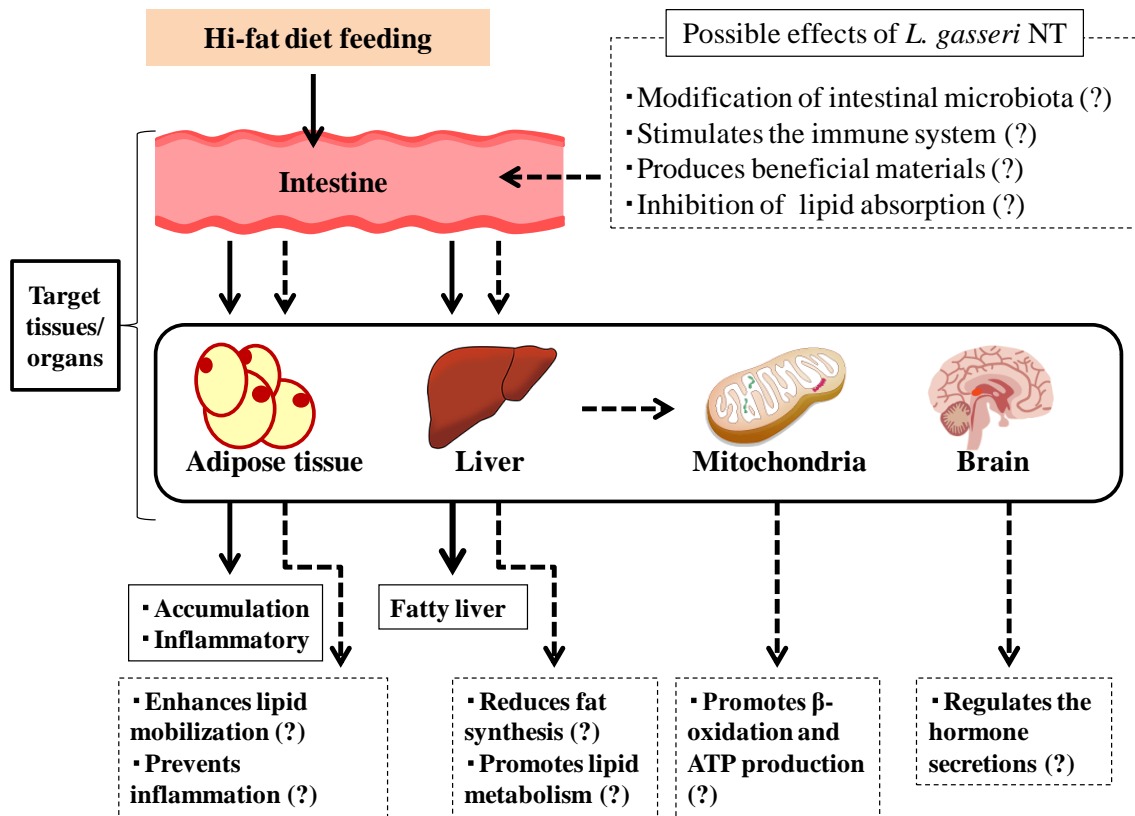 Hi-fat diet feeding
Possible effects of L. gasseri NT
・Modification of intestinal microbiota (?)
・Stimulates the immune system (?)
・Produces beneficial materials (?)
・Inhibition of lipid absorption (?)
Intestine
Target
tissues/
organs
Adipose tissue
Liver
Mitochondria
Brain
・Accumulation
・Inflammatory
Fatty liver
・Enhances lipid
mobilization (?)
・Prevents
inflammation (?)
・Reduces fat
synthesis (?)
・Promotes lipid
metabolism (?)
・Promotes β-
oxidation and
ATP production
(?)
・Regulates the
hormone
secretions (?)